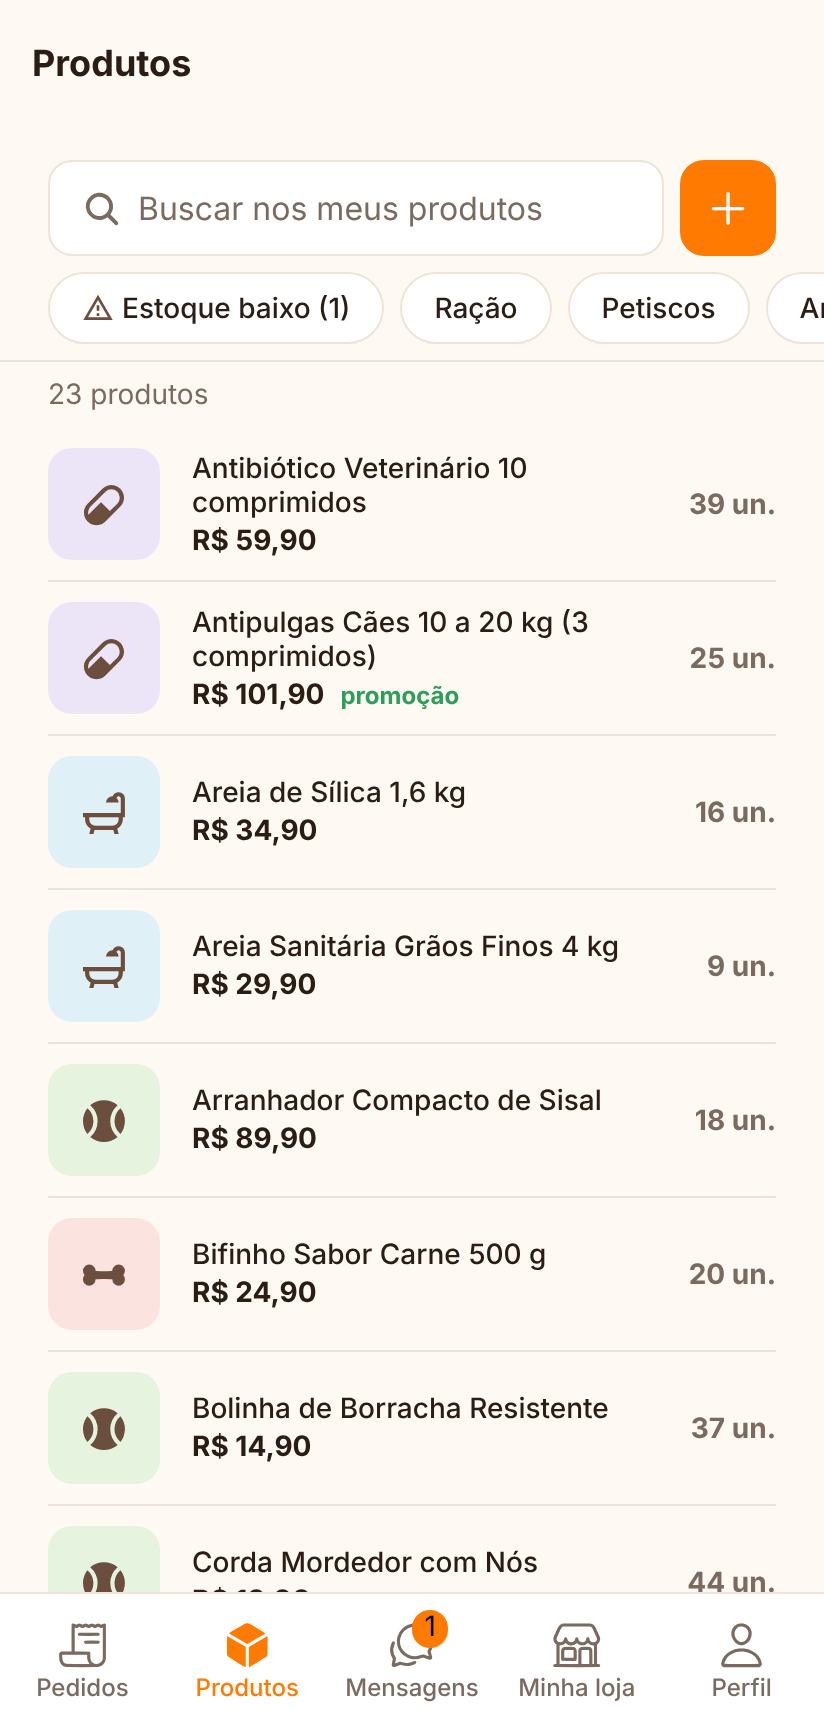 Produtos
Buscar nos meus produtos
Estoque baixo (1)
Ração
Petiscos
23 produtos
Antibiótico Veterinário 10
comprimidos
R$ 59,90
39 un.
Antipulgas Cães 10 a 20 kg (3
comprimidos)
R$ 101,90 promoção
25 un.
Areia de Sílica 1,6 kg
R$ 34,90
16 un.
Areia Sanitária Grãos Finos 4 kg
R$ 29,90
9 un.
Arranhador Compacto de Sisal
R$ 89,90
18 un.
Bifinho Sabor Carne 500 g
R$ 24,90
20 un.
Bolinha de Borracha Resistente
R$ 14,90
37 un.
Corda Mordedor com Nós
44 un.
1
Pedidos
Produtos
Mensagens
Minha loja
Perfil